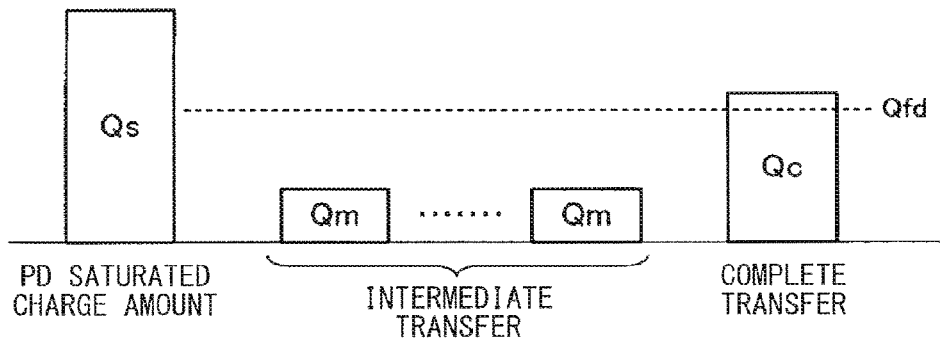 Qs
Qfd
Qm ······· Qm
Qc
PD SATURATED
CHARGE AMOUNT
INTERMEDIATE
TRANSFER
COMPLETE
TRANSFER